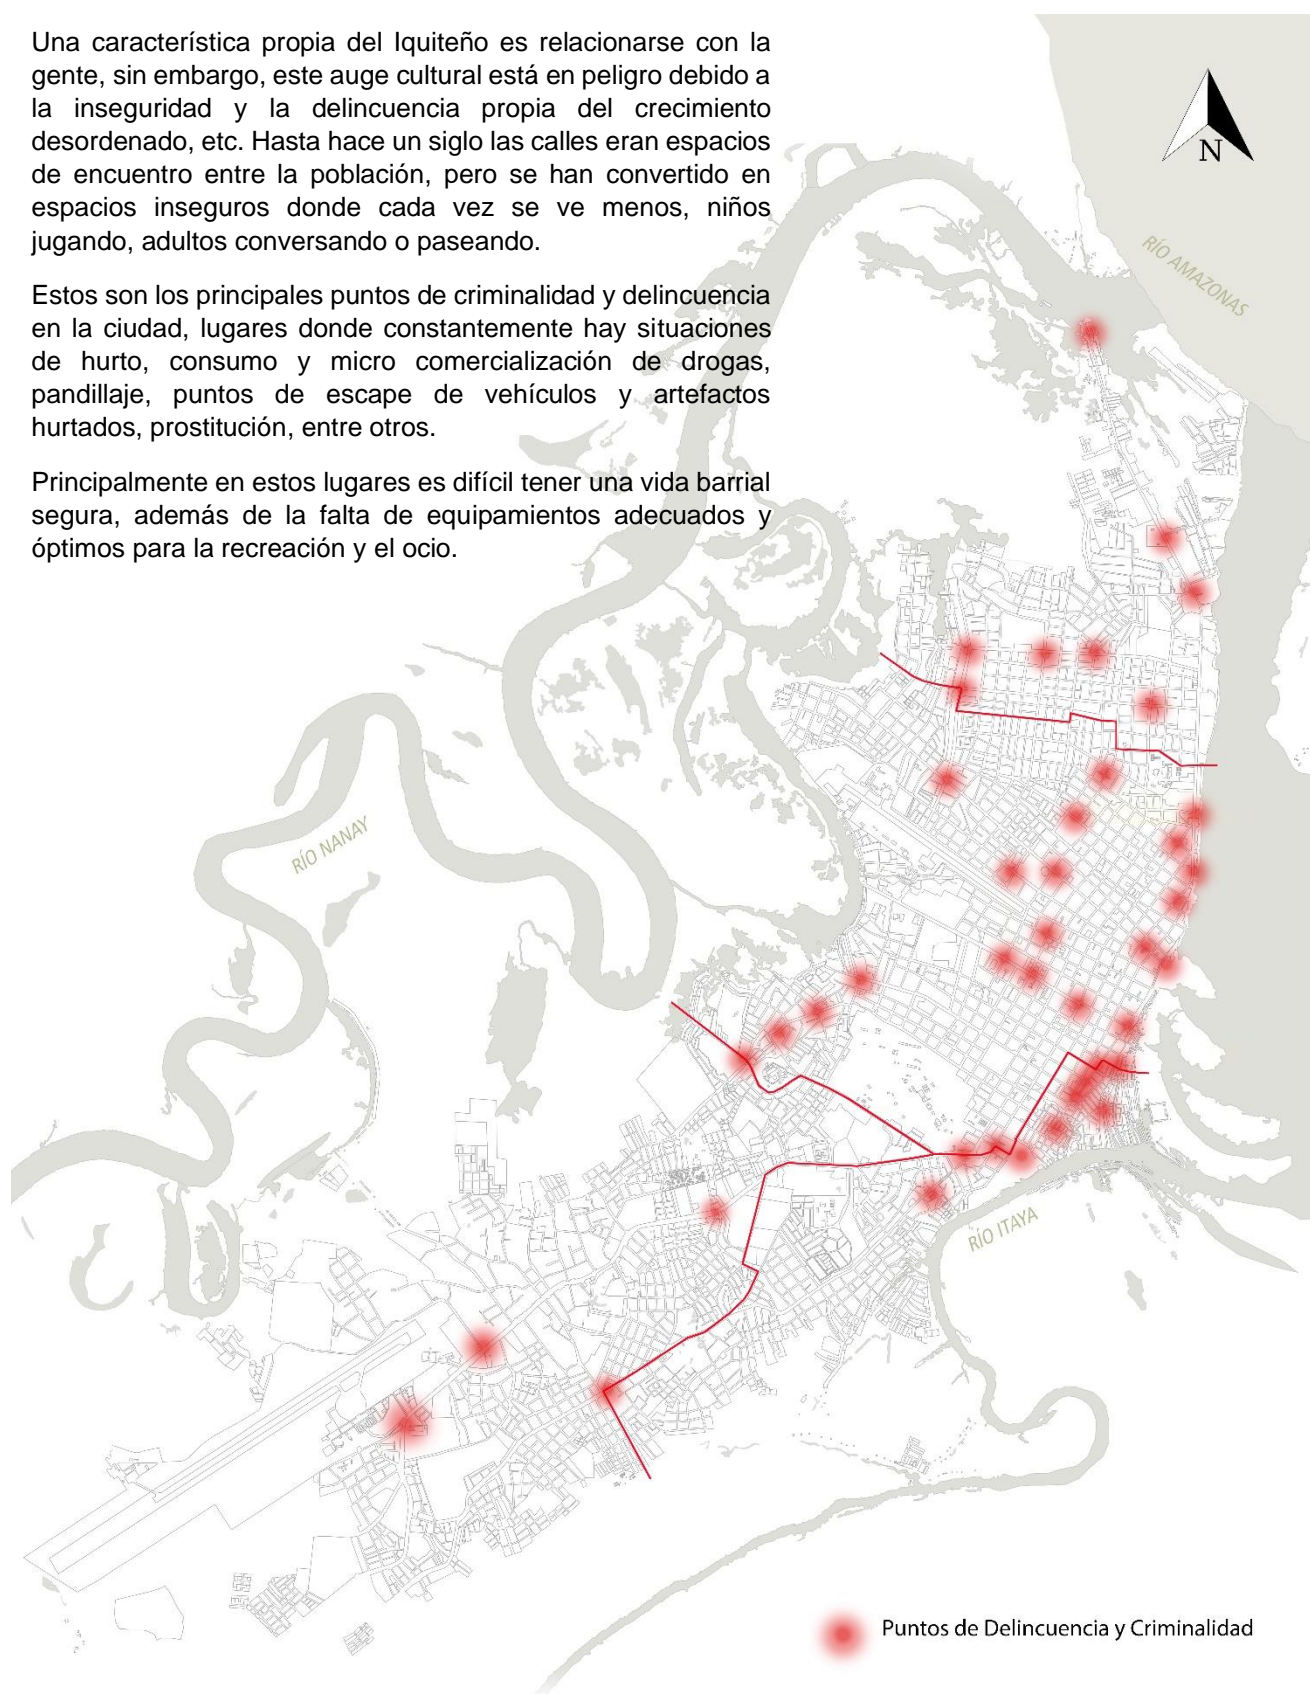 Una característica propia del Iquiteño es relacionarse con la
gente, sin embargo, este auge cultural está en peligro debido a
la inseguridad y la delincuencia propia del crecimiento
desordenado, etc. Hasta hace un siglo las calles eran espacios
de encuentro entre la población, pero se han convertido en
espacios inseguros donde cada vez se ve menos, niños
jugando, adultos conversando o paseando.
Estos son los principales puntos de criminalidad y delincuencia
en la ciudad, lugares donde constantemente hay situaciones
de hurto, consumo y micro comercialización de drogas,
pandillaje, puntos de escape de vehículos y artefactos
hurtados, prostitución, entre otros.
Principalmente en estos lugares es difícil tener una vida barrial
segura, además de la falta de equipamientos adecuados y
óptimos para la recreación y el ocio.
N
RÍO AMAZONAS
RÍO NANAY
RÍO ITAYA
Puntos de Delincuencia y Criminalidad